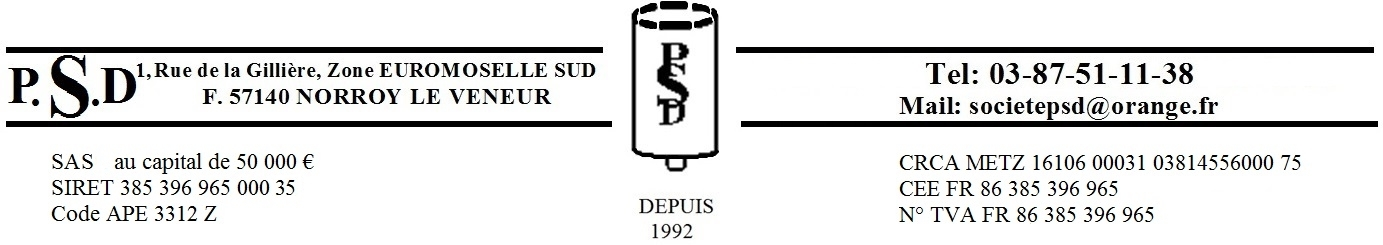 P.S.D
1,Rue de la Gillière, Zone EUROMOSELLE SUD
F. 57140 NORROY LE VENEUR
SAS au capital de 50 000 €
SIRET 385 396 965 000 35
Code APE 3312 Z
PSD
DEPUIS
1992
Tel: 03-87-51-11-38
Mail: societepsd@orange.fr
CRCA METZ 16106 00031 03814556000 75
CEE FR 86 385 396 965
N° TVA FR 86 385 396 965